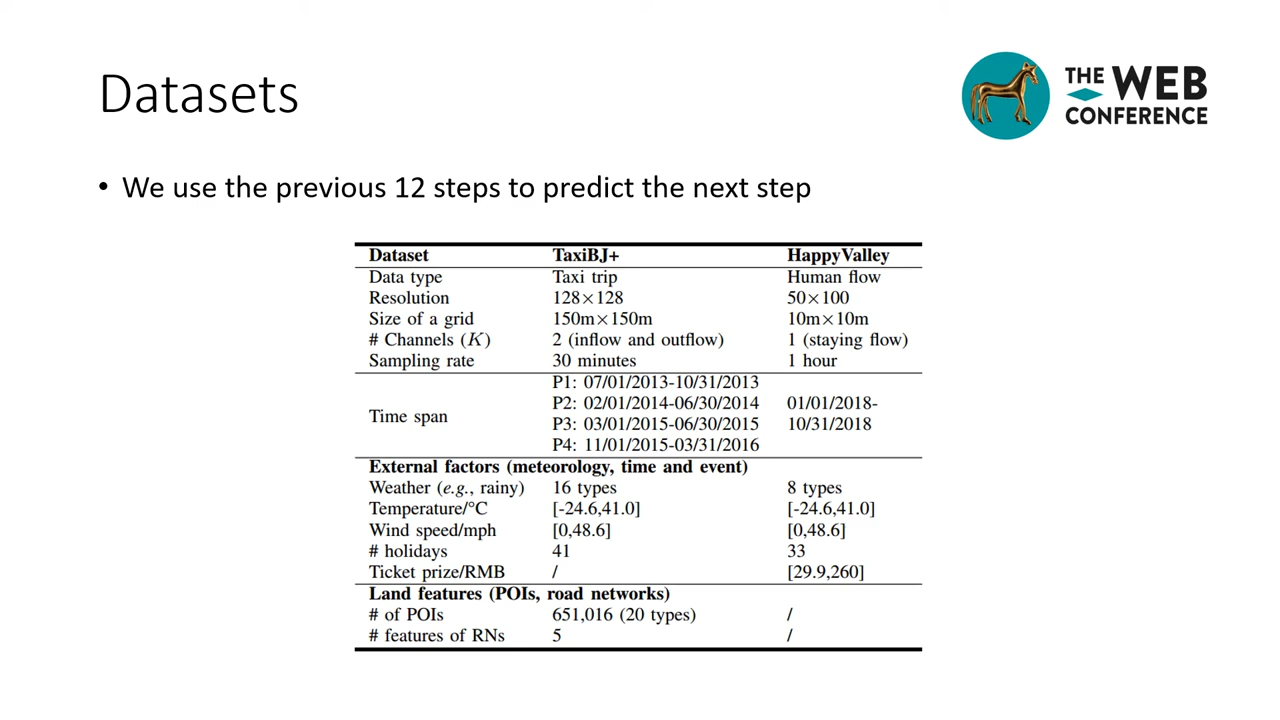 Datasets
THE WEB
CONFERENCE
• We use the previous 12 steps to predict the next step
Dataset TaxiBJ+ HappyValley
Data type Taxi trip Human flow
Resolution 128×128 50×100
Size of a grid 150m×150m 10m×10m
# Channels (K) 2 (inflow and outflow) 1 (staying flow)
Sampling rate 30 minutes 1 hour
P1: 07/01/2013-10/31/2013
P2: 02/01/2014-06/30/2014 01/01/2018-
Time span
P3: 03/01/2015-06/30/2015 10/31/2018
P4: 11/01/2015-03/31/2016
External factors (meteorology, time and event)
Weather (e.g., rainy) 16 types 8 types
Temperature/°C [-24.6,41.0] [-24.6,41.0]
Wind speed/mph [0,48.6] [0,48.6]
# holidays 41 33
Ticket prize/RMB / [29.9,260]
Land features (POIs, road networks)
# of POIs 651,016 (20 types) /
# features of RNs 5 /